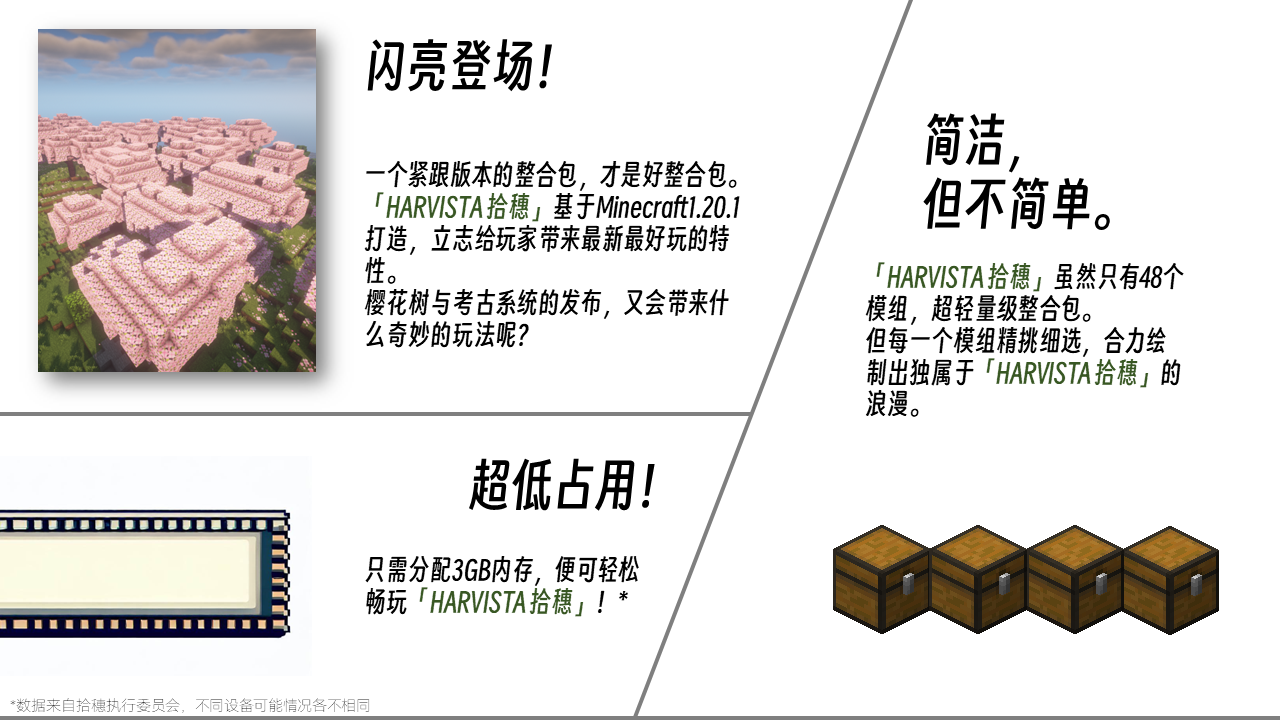 闪亮登场！
一个紧跟版本的整合包，才是好整合包。
「HARVISTA拾穗」基于Minecraft1.20.1
打造，立志给玩家带来最新最好玩的特
性。
樱花树与考古系统的发布，又会带来什
么奇妙的玩法呢？
超低占用！
只需分配3GB内存，便可轻松
畅玩「HARVISTA拾穗」！*
简洁，
但不简单。
「HARVISTA拾穗」虽然只有48个
模组，超轻量级整合包。
但每一个模组精挑细选，合力绘
制出独属于「HARVISTA拾穗」的
浪漫。
*数据来自拾穗执行委员会，不同设备可能情况各不相同